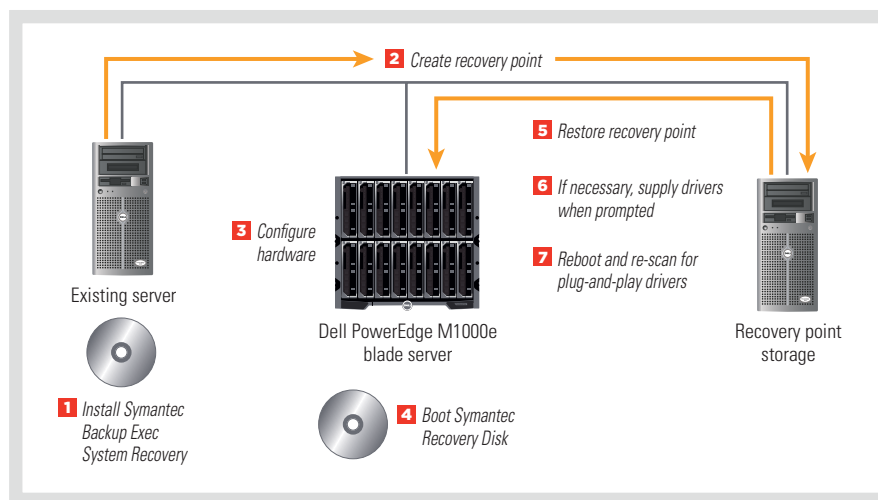 2 Create recovery point
5 Restore recovery point
6 If necessary, supply drivers
when prompted
3 Configure
hardware
7 Reboot and re-scan for
plug-and-play drivers
Existing server
Dell PowerEdge M1000e
blade server
Recovery point
storage
1 Install Symantec
Backup Exec
System Recovery
4 Boot Symantec
Recovery Disk